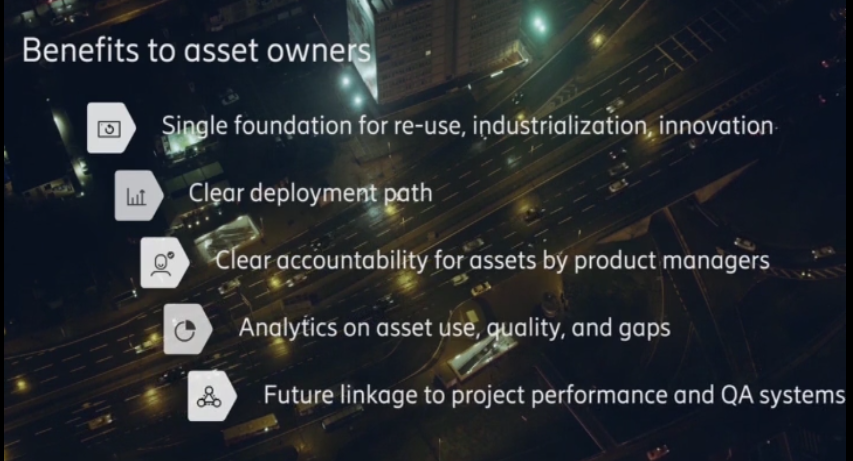 Benefits to asset owners
Single foundation for re-use, industrialization, innovation
Clear deployment path
Clear accountability for assets by product managers
Analytics on asset use, quality, and gaps
Future linkage to project performance and QA systems